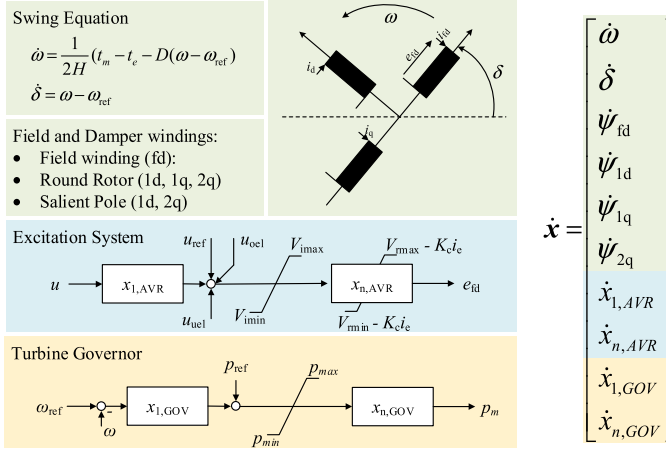 Swing Equation
ω̇ = 1/2H (t_m − t_e − D(ω − ω_ref)
δ̇ = ω − ω_ref
ω
e_fd
i_fd
i_d
δ
i_q
Field and Damper windings:
• Field winding (fd):
• Round Rotor (1d, 1q, 2q)
• Salient Pole (1d, 2q)
Excitation System
u_ref
u_oel
V_imax
V_rmax - K_c i_e
u
x_1,AVR
x_n,AVR
e_fd
u_uel
V_imin
V_rmin - K_c i_e
Turbine Governor
p_ref
p_max
ω_ref
-
ω
x_1,GOV
x_n,GOV
p_m
p_min
ẋ =
ω̇
δ̇
ψ̇_fd
ψ̇_1d
ψ̇_1q
ψ̇_2q
ẋ_1,AVR
ẋ_n,AVR
ẋ_1,GOV
ẋ_n,GOV